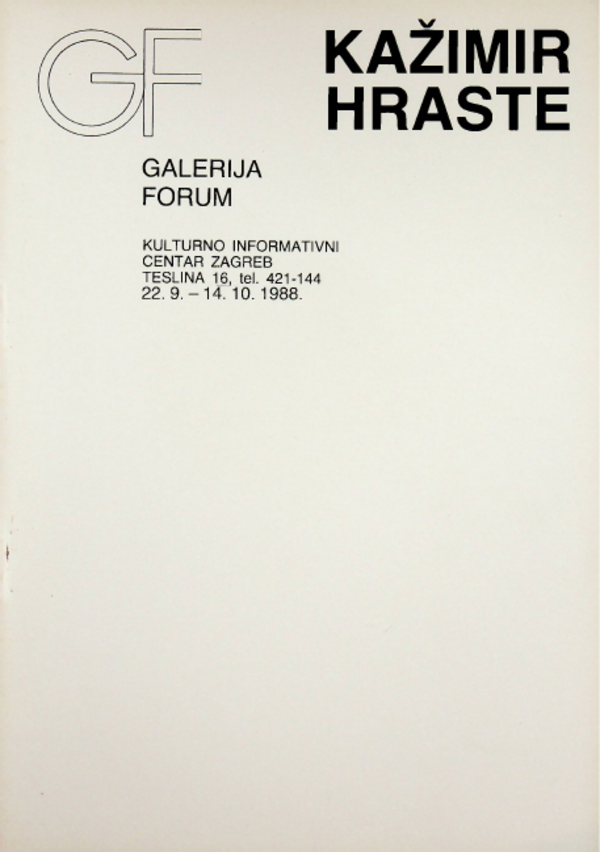 GF
KAŽIMIR
HRASTE
GALERIJA
FORUM
KULTURNO INFORMATIVNI
CENTAR ZAGREB
TESLINA 16, tel. 421-144
22. 9. – 14. 10. 1988.